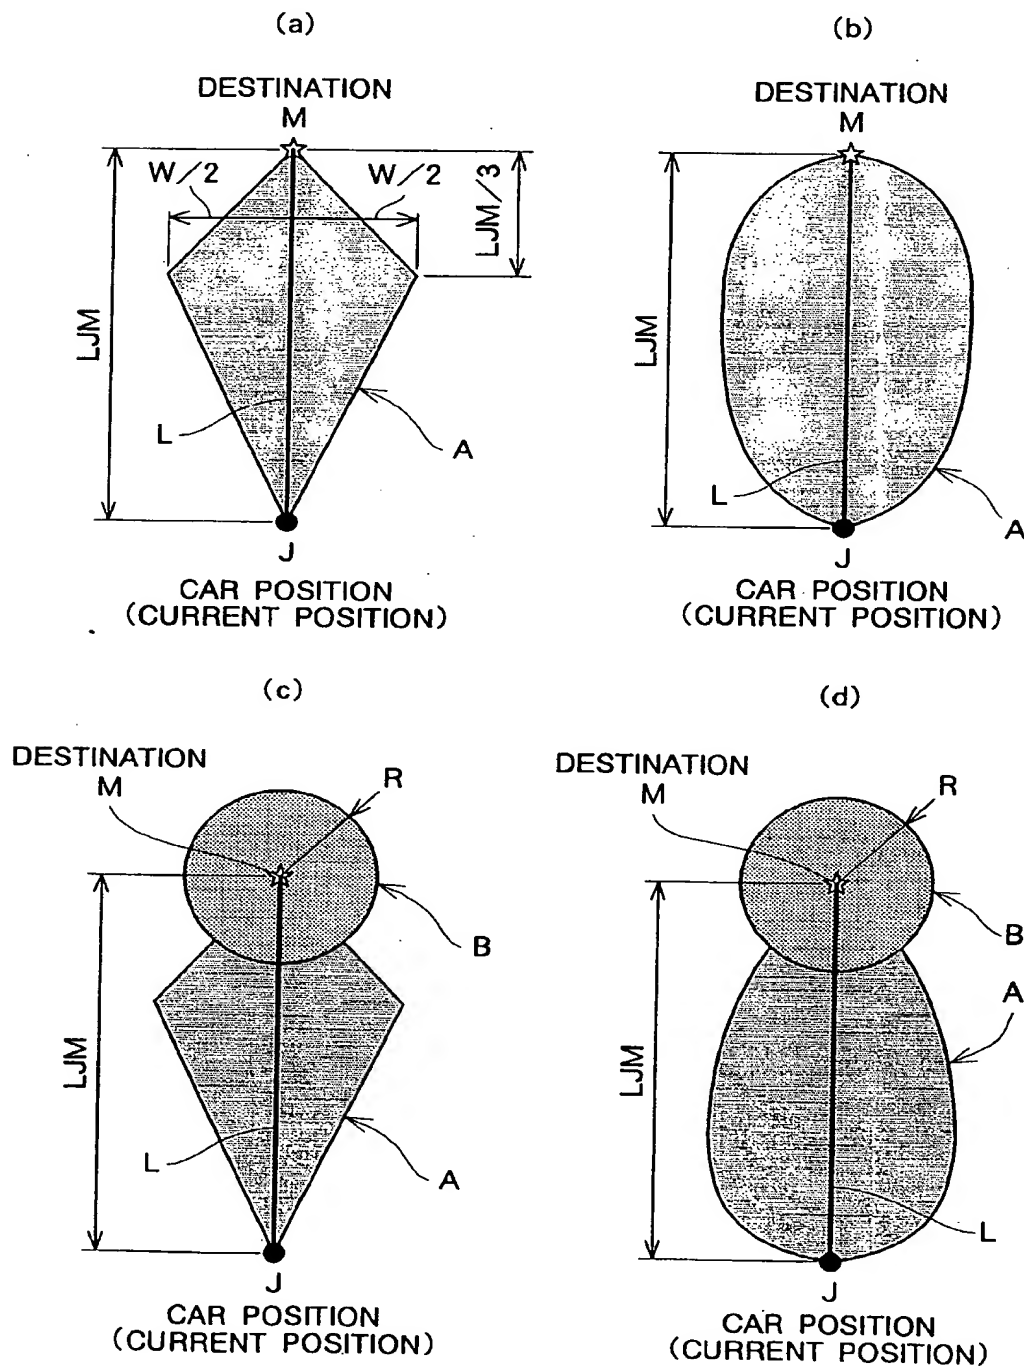 (a)
DESTINATION
M
W/2
W/2
LJM/3
LJM
L
A
J
CAR POSITION
(CURRENT POSITION)
(b)
DESTINATION
M
LJM
L
A
J
CAR POSITION
(CURRENT POSITION)
(c)
DESTINATION
M
R
B
LJM
L
A
J
CAR POSITION
(CURRENT POSITION)
(d)
DESTINATION
M
R
B
A
LJM
L
J
CAR POSITION
(CURRENT POSITION)